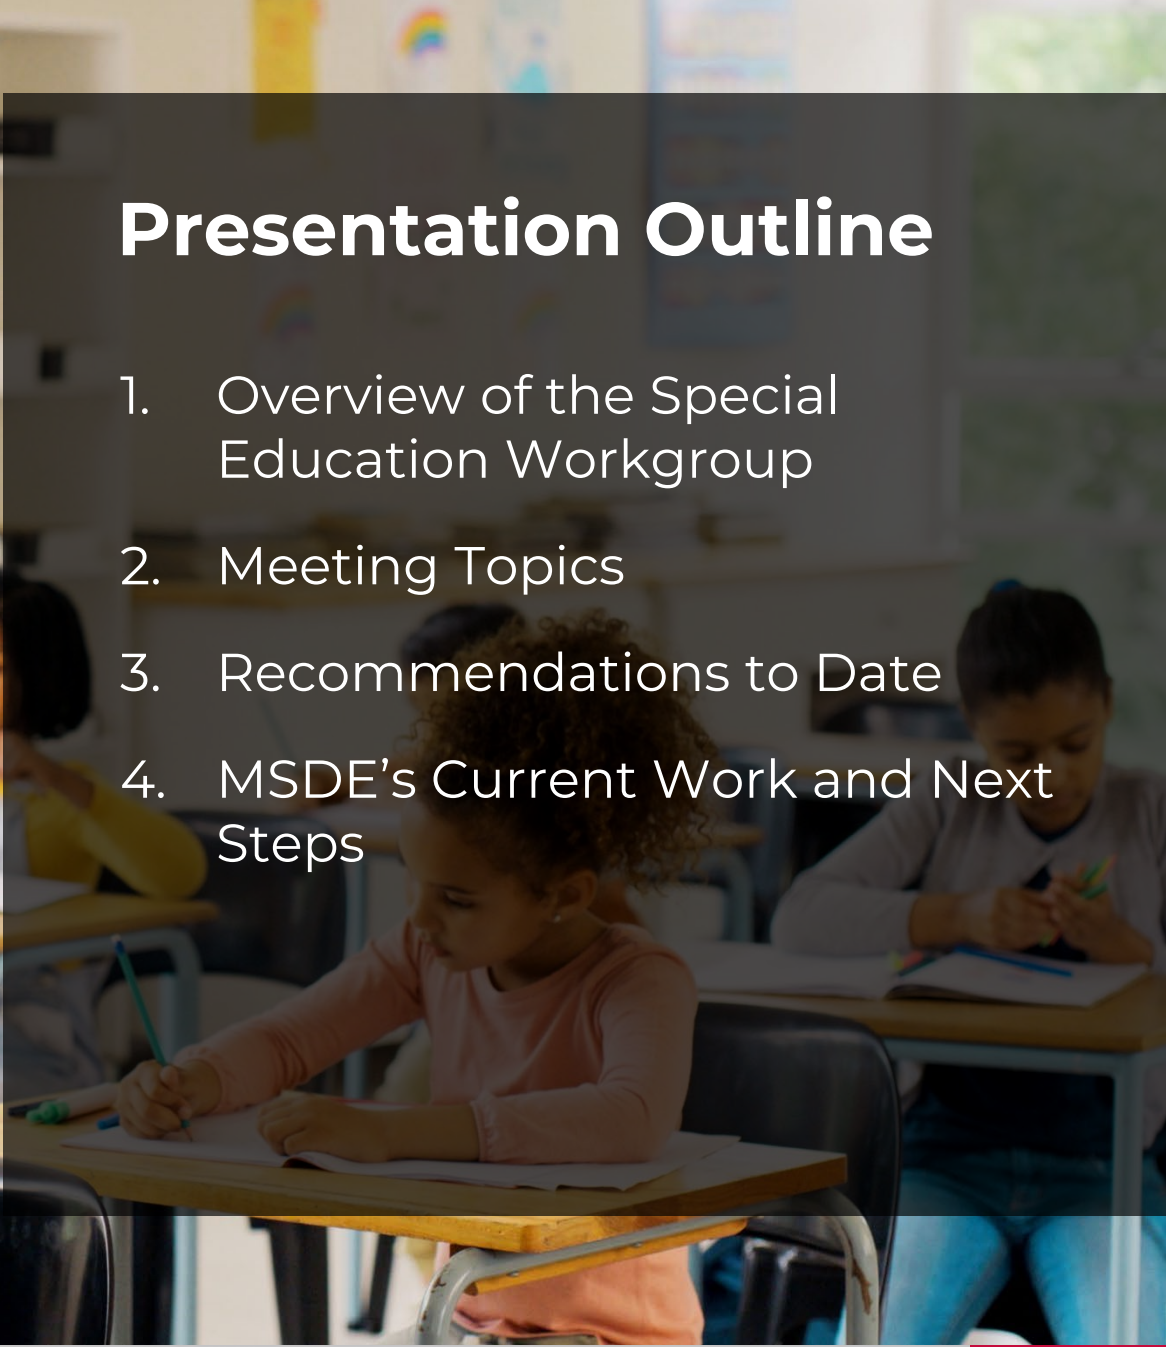 Presentation Outline
1. Overview of the Special
Education Workgroup
2. Meeting Topics
3. Recommendations to Date
4. MSDE’s Current Work and Next
Steps